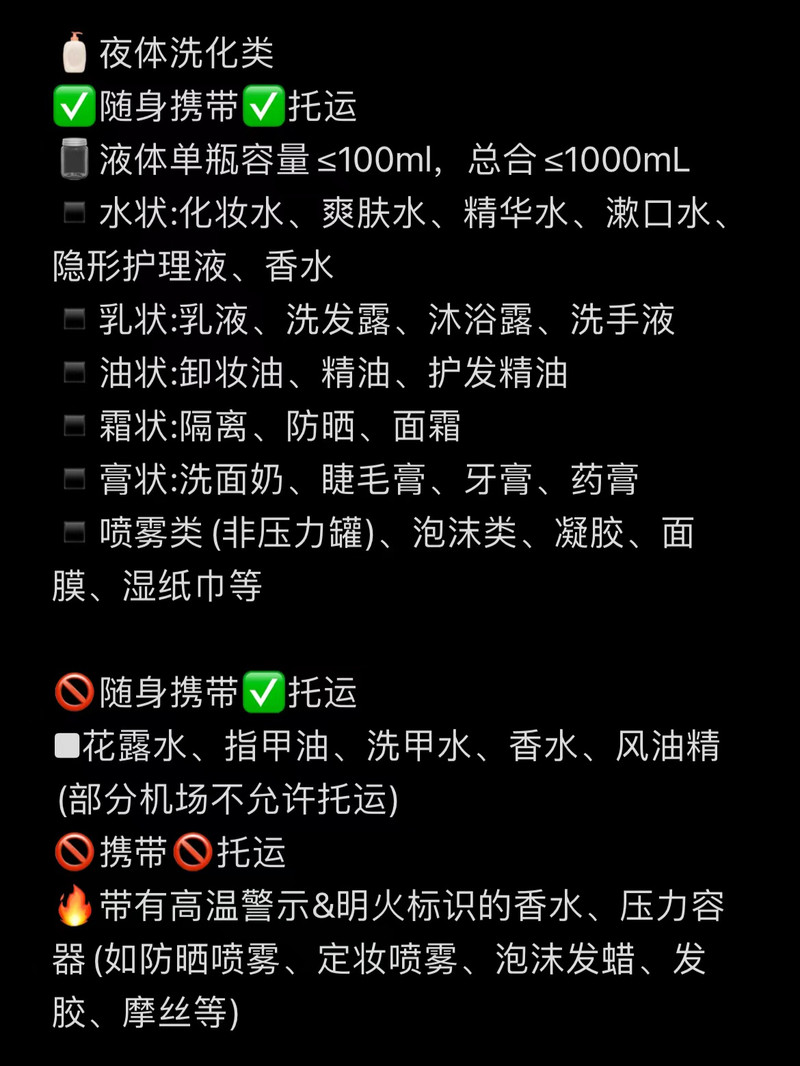 夜体洗化类
✅随身携带✅托运
液体单瓶容量≤100ml，总合≤1000mL
▪️水状:化妆水、爽肤水、精华水、漱口水、
隐形护理液、香水
▪️乳状:乳液、洗发露、沐浴露、洗手液
▪️油状:卸妆油、精油、护发精油
▪️霜状:隔离、防晒、面霜
▪️膏状:洗面奶、睫毛膏、牙膏、药膏
▪️喷雾类(非压力罐)、泡沫类、凝胶、面
膜、湿纸巾等
🚫随身携带✅托运
◻️花露水、指甲油、洗甲水、香水、风油精
(部分机场不允许托运)
🚫携带🚫托运
🔥带有高温警示&明火标识的香水、压力容
器(如防晒喷雾、定妆喷雾、泡沫发蜡、发
胶、摩丝等)